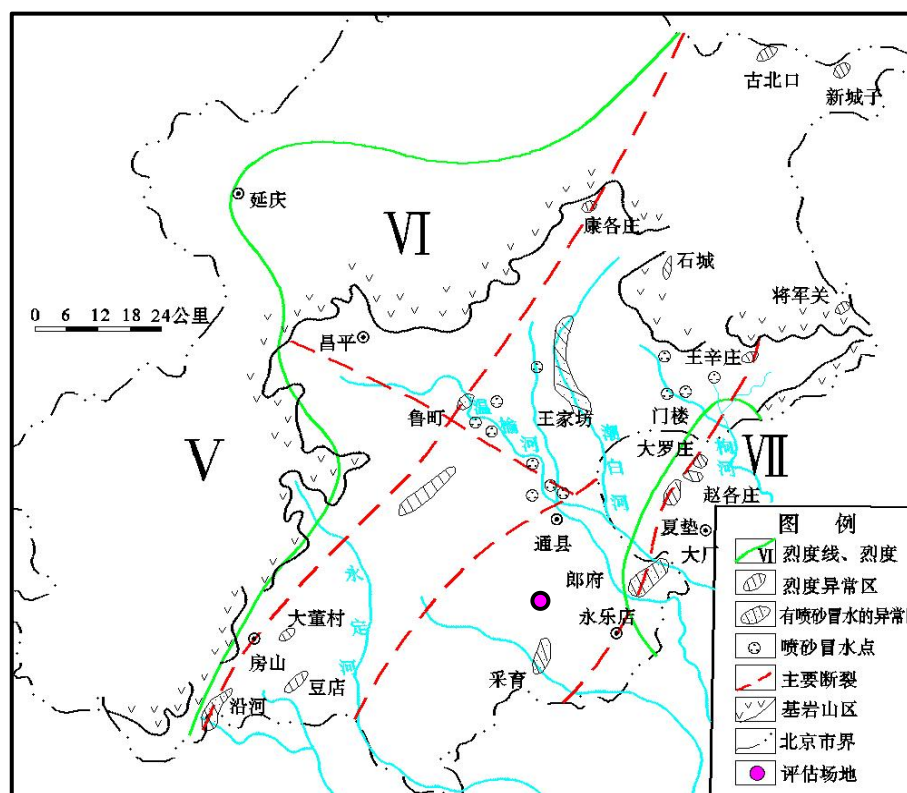 古北口
新城子
延庆
Ⅵ
康各庄
石城
0 6 12 18 24公里
将军关
昌平
王辛庄
鲁町
温榆河
王家坊
潮白河
门楼
大罗庄
泃河
Ⅴ
Ⅶ
赵各庄
夏垫
大厂
通县
郎府
永定河
大董村
永乐店
房山
采育
豆店
沿河
图 例
Ⅵ 烈度线、烈度
烈度异常区
有喷砂冒水的异常
喷砂冒水点
主要断裂
基岩山区
北京市界
评估场地